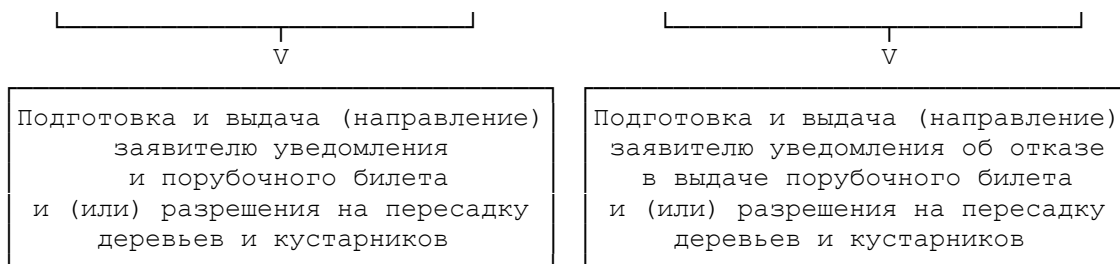 V
V
Подготовка и выдача (направление)
заявителю уведомления
и порубочного билета
и (или) разрешения на пересадку
деревьев и кустарников
Подготовка и выдача (направление)
заявителю уведомления об отказе
в выдаче порубочного билета
и (или) разрешения на пересадку
деревьев и кустарников